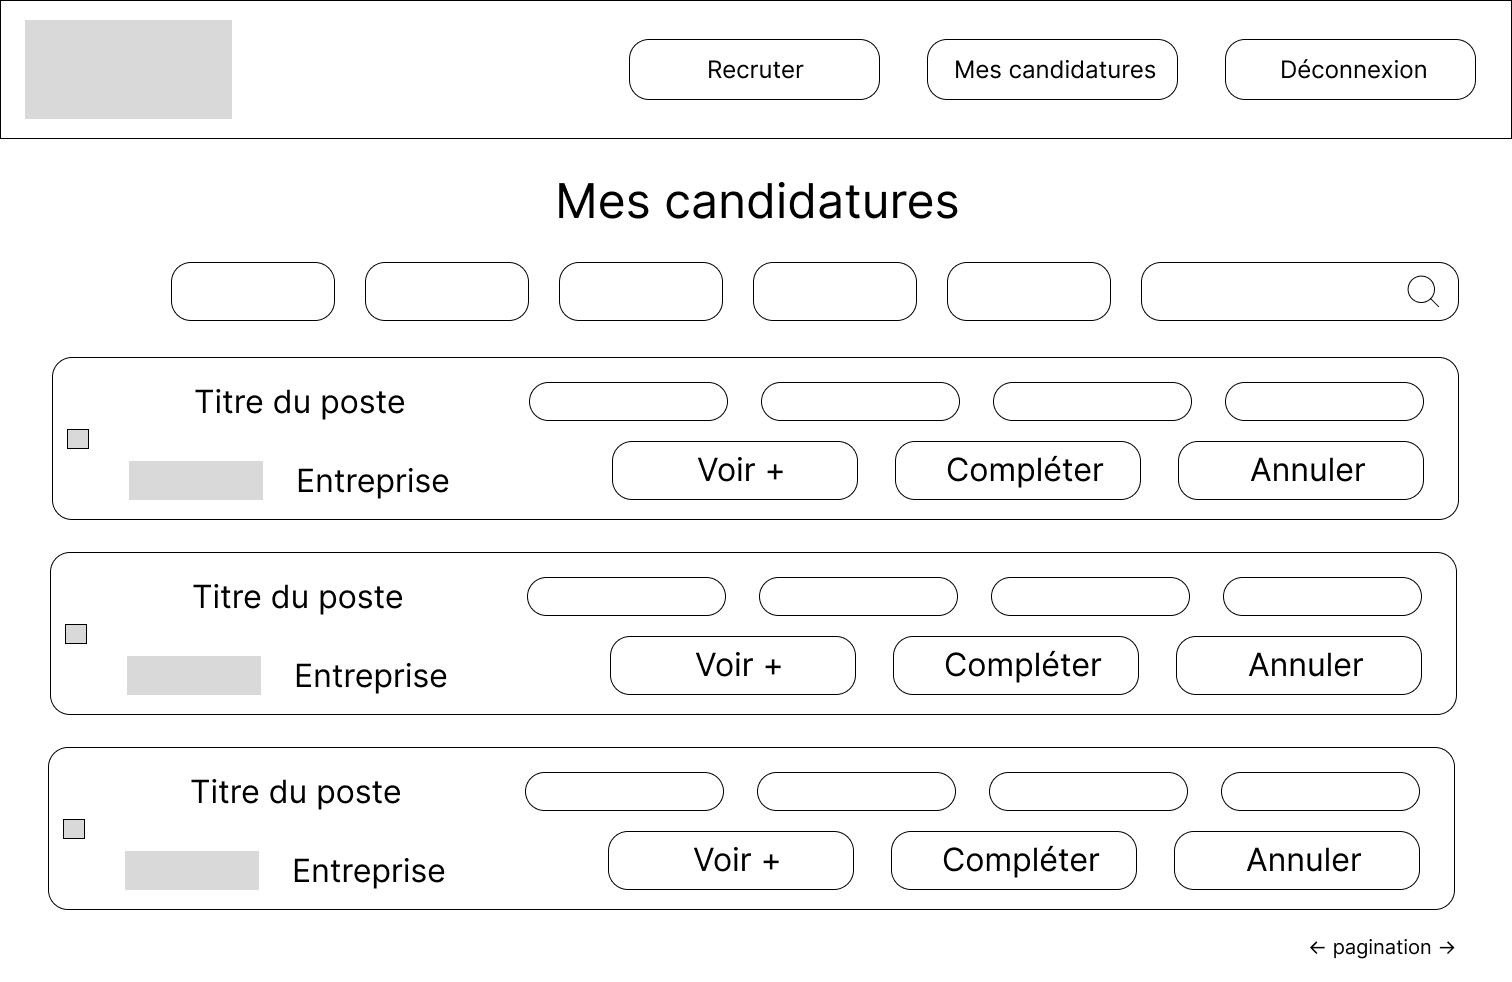 Recruter
Mes candidatures
Déconnexion
Mes candidatures
Titre du poste
Entreprise
Voir +
Compléter
Annuler
Titre du poste
Entreprise
Voir +
Compléter
Annuler
Titre du poste
Entreprise
Voir +
Compléter
Annuler
← pagination →